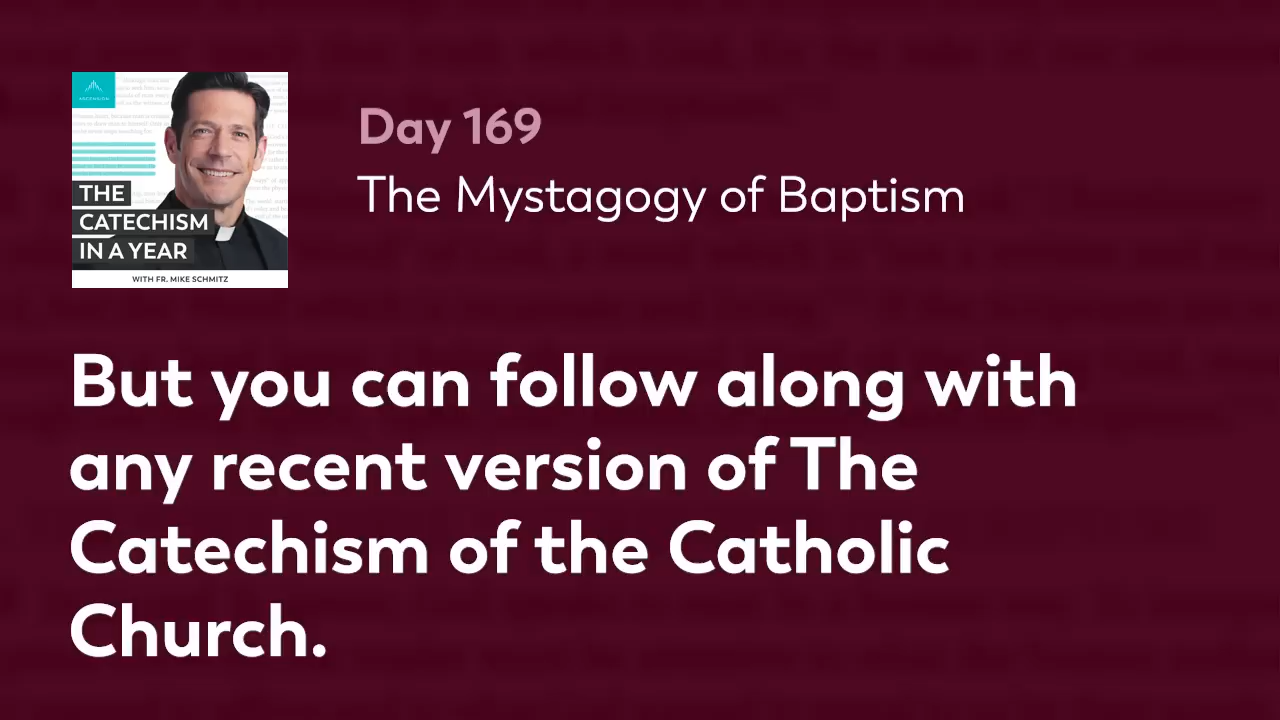 ASCENSION
THE
CATECHISM
IN A YEAR
WITH FR. MIKE SCHMITZ
Day 169
The Mystagogy of Baptism
But you can follow along with
any recent version of The
Catechism of the Catholic
Church.